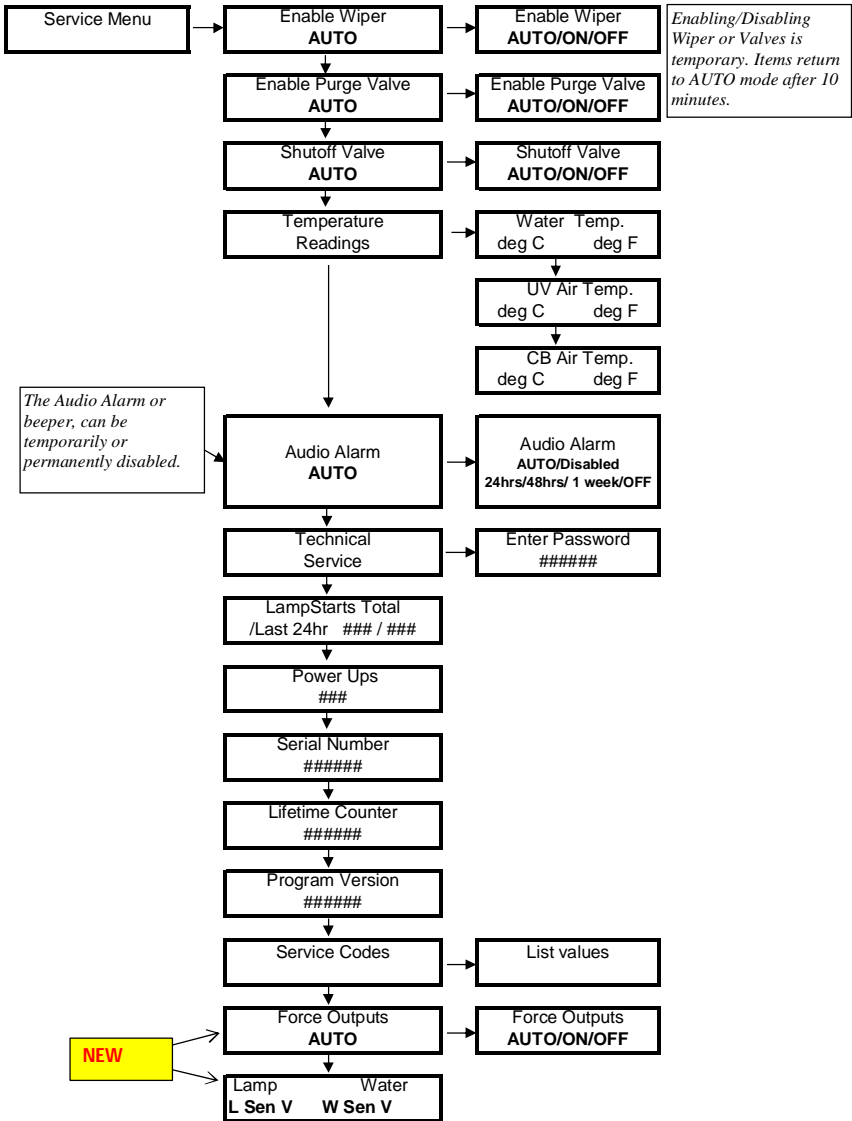 Service Menu
Enable Wiper
AUTO
Enable Wiper
AUTO/ON/OFF
Enabling/Disabling
Wiper or Valves is
temporary. Items return
to AUTO mode after 10
minutes.
Enable Purge Valve
AUTO
Enable Purge Valve
AUTO/ON/OFF
Shutoff Valve
AUTO
Shutoff Valve
AUTO/ON/OFF
Temperature
Readings
Water Temp.
deg C deg F
UV Air Temp.
deg C deg F
CB Air Temp.
deg C deg F
The Audio Alarm or
beeper, can be
temporarily or
permanently disabled.
Audio Alarm
AUTO
Audio Alarm
AUTO/Disabled
24hrs/48hrs/ 1 week/OFF
Technical
Service
Enter Password
######
LampStarts Total
/Last 24hr ### / ###
Power Ups
###
Serial Number
######
Lifetime Counter
######
Program Version
######
Service Codes
List values
Force Outputs
AUTO
Force Outputs
AUTO/ON/OFF
NEW
Lamp Water
L Sen V W Sen V